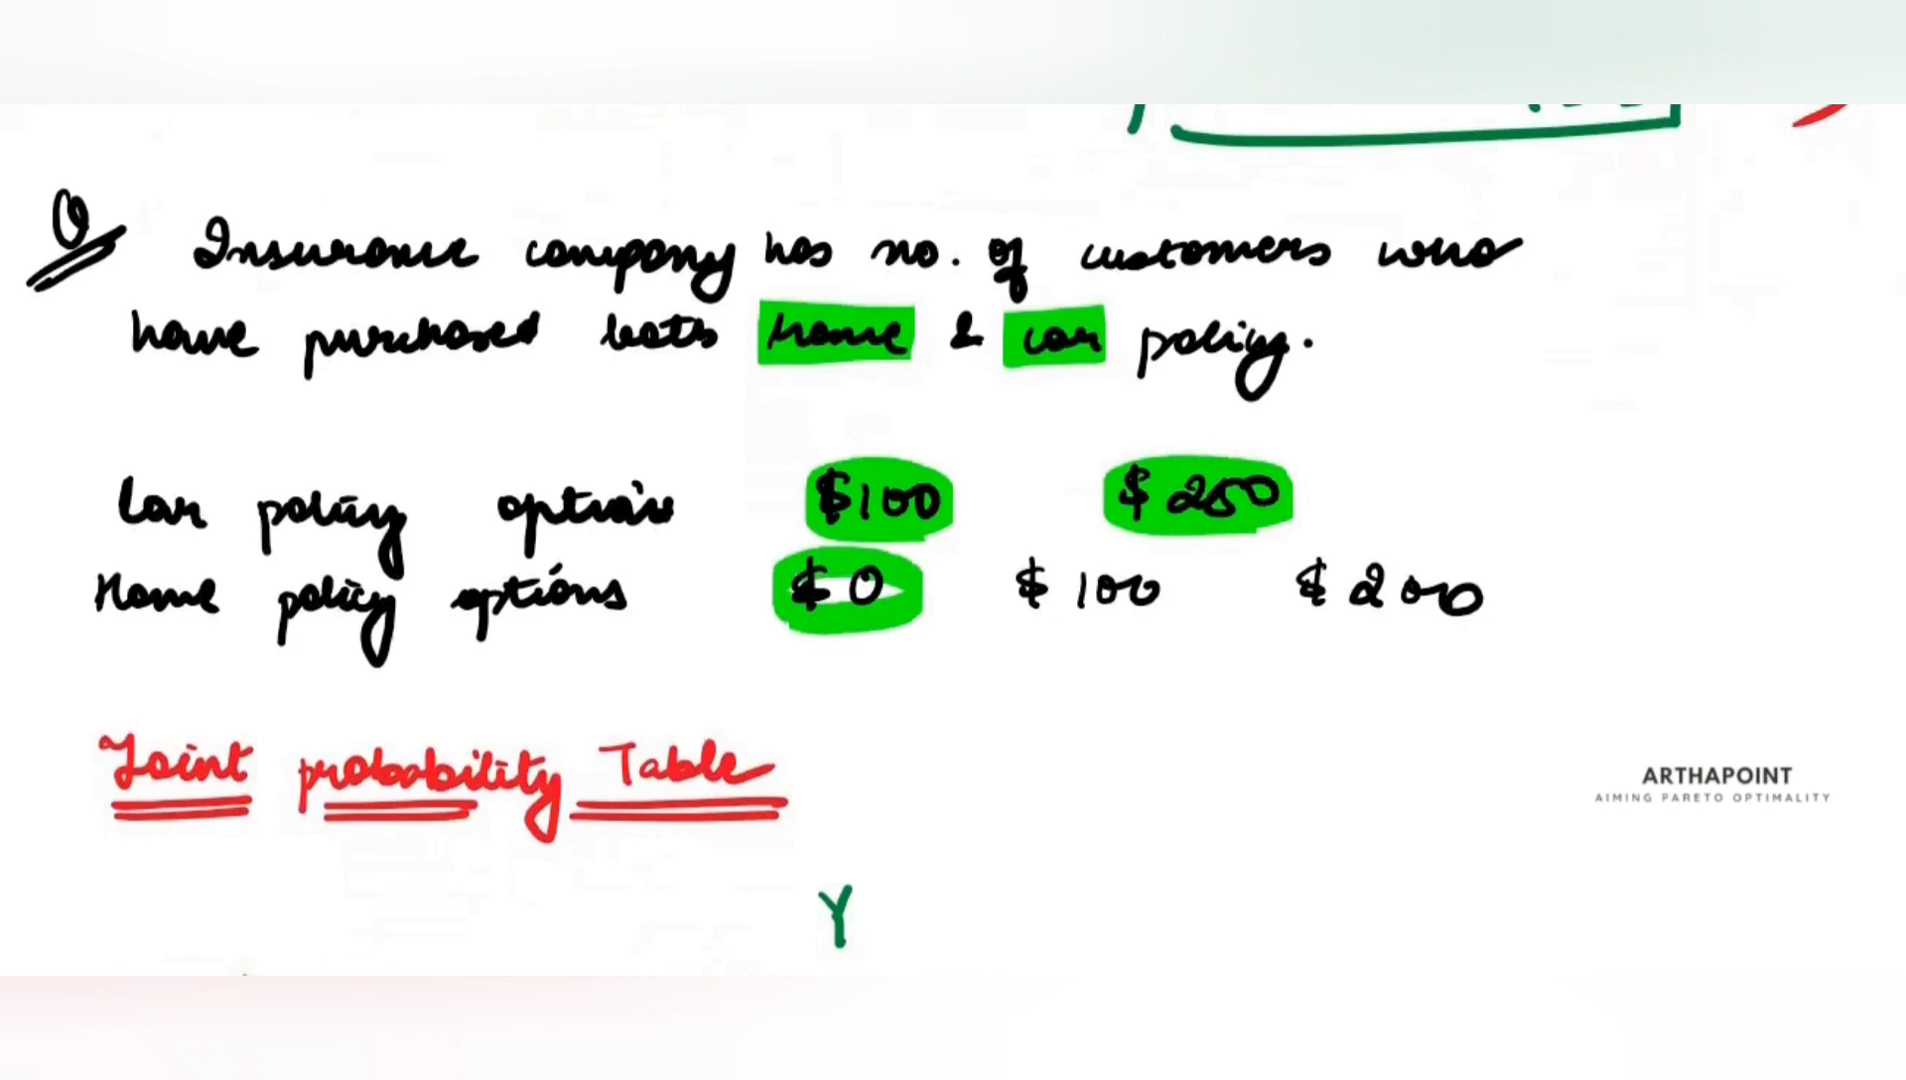 Q Insurance company has no. of customers who
have purchased both home & car policy.
Car policy options $100 $250
Home policy options $0 $100 $200
Joint probability Table
ARTHAPOINT
AIMING PARETO OPTIMALITY
Y